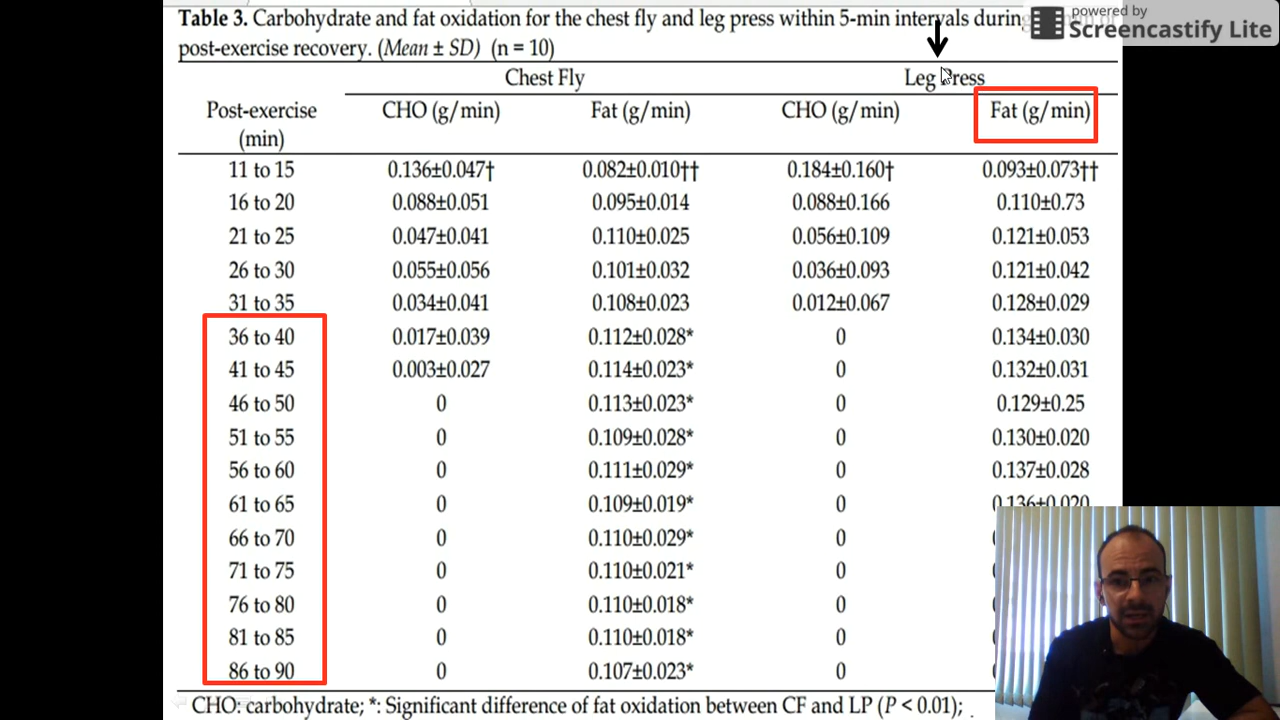 Table 3. Carbohydrate and fat oxidation for the chest fly and leg press within 5-min intervals during
powered by
Screencastify Lite
post-exercise recovery. (Mean ± SD) (n = 10)
Chest Fly Leg Press
Post-exercise (min) CHO (g/min) Fat (g/min) CHO (g/min) Fat (g/min)
11 to 15 0.136±0.047† 0.082±0.010†† 0.184±0.160† 0.093±0.073††
16 to 20 0.088±0.051 0.095±0.014 0.088±0.166 0.110±0.73
21 to 25 0.047±0.041 0.110±0.025 0.056±0.109 0.121±0.053
26 to 30 0.055±0.056 0.101±0.032 0.036±0.093 0.121±0.042
31 to 35 0.034±0.041 0.108±0.023 0.012±0.067 0.128±0.029
36 to 40 0.017±0.039 0.112±0.028* 0 0.134±0.030
41 to 45 0.003±0.027 0.114±0.023* 0 0.132±0.031
46 to 50 0 0.113±0.023* 0 0.129±0.25
51 to 55 0 0.109±0.028* 0 0.130±0.020
56 to 60 0 0.111±0.029* 0 0.137±0.028
61 to 65 0 0.109±0.019* 0 0.136±0.020
66 to 70 0 0.110±0.029* 0
71 to 75 0 0.110±0.021* 0
76 to 80 0 0.110±0.018* 0
81 to 85 0 0.110±0.018* 0
86 to 90 0 0.107±0.023* 0
CHO: carbohydrate; *: Significant difference of fat oxidation between CF and LP (P < 0.01);